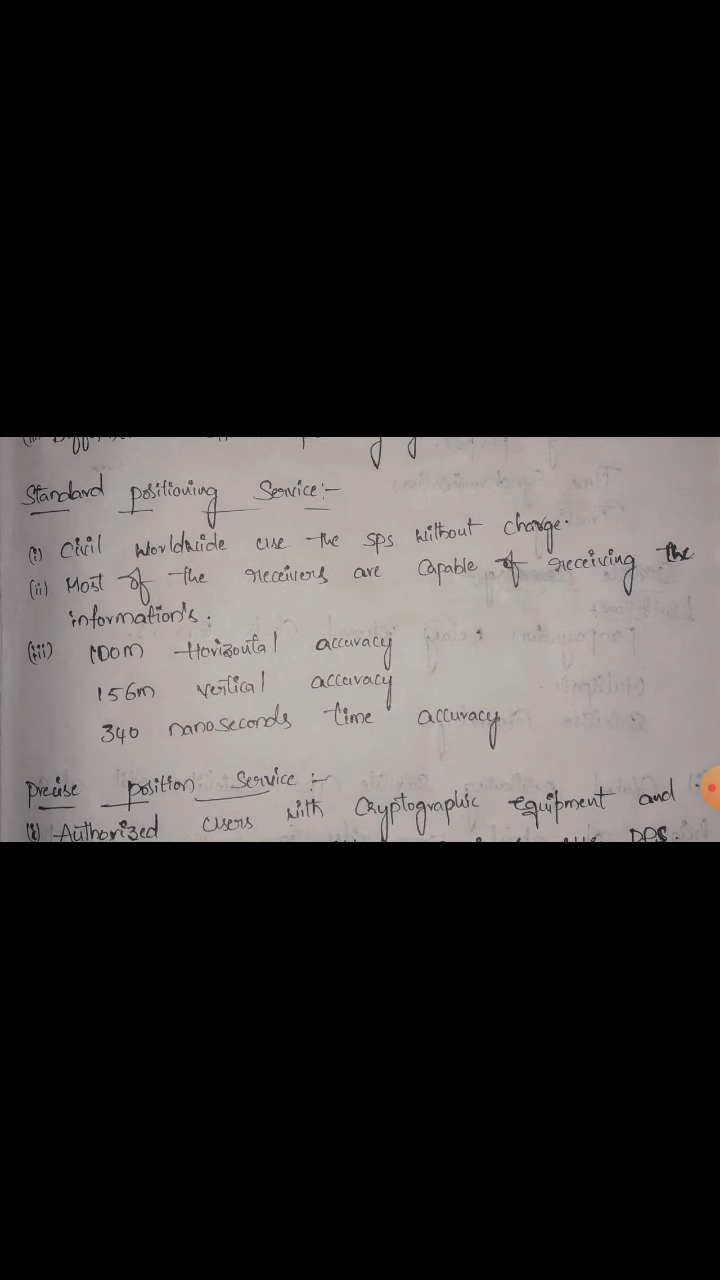 Standard positioning Service:-
(i) Civil worldwide use the SPS without charge.
(ii) Most of the receivers are capable of receiving the
informations.
(iii) 100m Horizontal accuracy
156m vertical accuracy
340 nanoseconds time accuracy.
Precise position service :-
(i) Authorized users with Cryptographic equipment and
PPS.